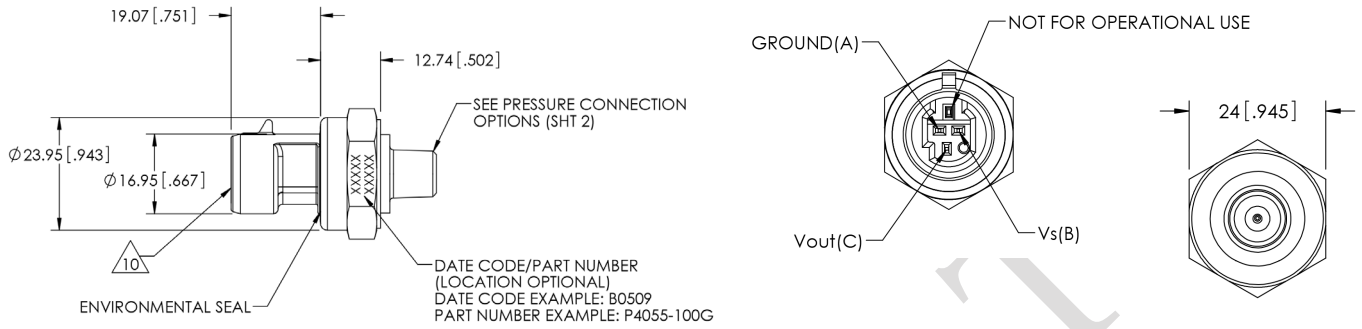 19.07 [.751]
12.74 [.502]
SEE PRESSURE CONNECTION
OPTIONS (SHT 2)
Φ23.95 [.943]
Φ16.95 [.667]
XXXXX
XXXXX
10
ENVIRONMENTAL SEAL
DATE CODE/PART NUMBER
(LOCATION OPTIONAL)
DATE CODE EXAMPLE: B0509
PART NUMBER EXAMPLE: P4055-100G
NOT FOR OPERATIONAL USE
GROUND(A)
Vout(C)
Vs(B)
24 [.945]